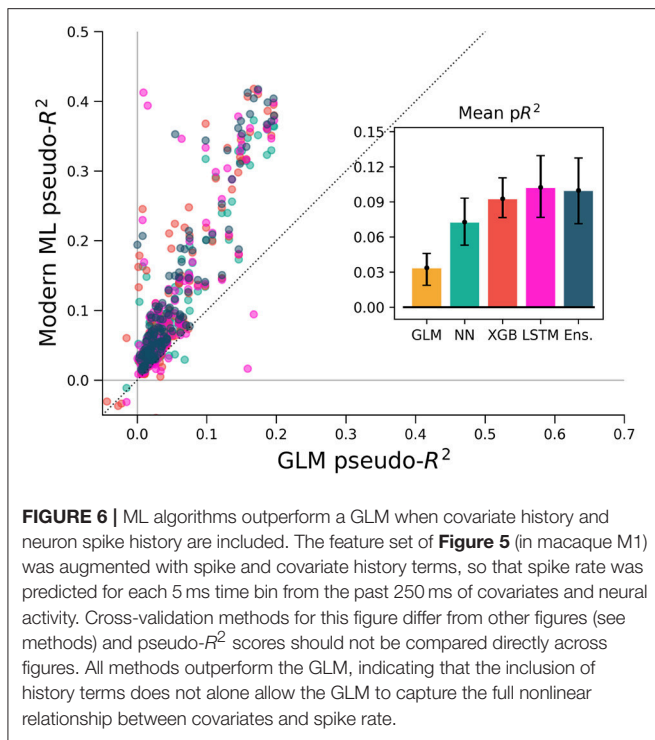 0.5
0.4
0.3
0.2
0.1
0.0
Modern ML pseudo-R²
0.0 0.1 0.2 0.3 0.4 0.5 0.6 0.7
GLM pseudo-R²
Mean pR²
0.15
0.12
0.09
0.06
0.03
0.00
GLM NN XGB LSTM Ens.
FIGURE 6 | ML algorithms outperform a GLM when covariate history and
neuron spike history are included. The feature set of Figure 5 (in macaque M1)
was augmented with spike and covariate history terms, so that spike rate was
predicted for each 5 ms time bin from the past 250 ms of covariates and neural
activity. Cross-validation methods for this figure differ from other figures (see
methods) and pseudo-R² scores should not be compared directly across
figures. All methods outperform the GLM, indicating that the inclusion of
history terms does not alone allow the GLM to capture the full nonlinear
relationship between covariates and spike rate.